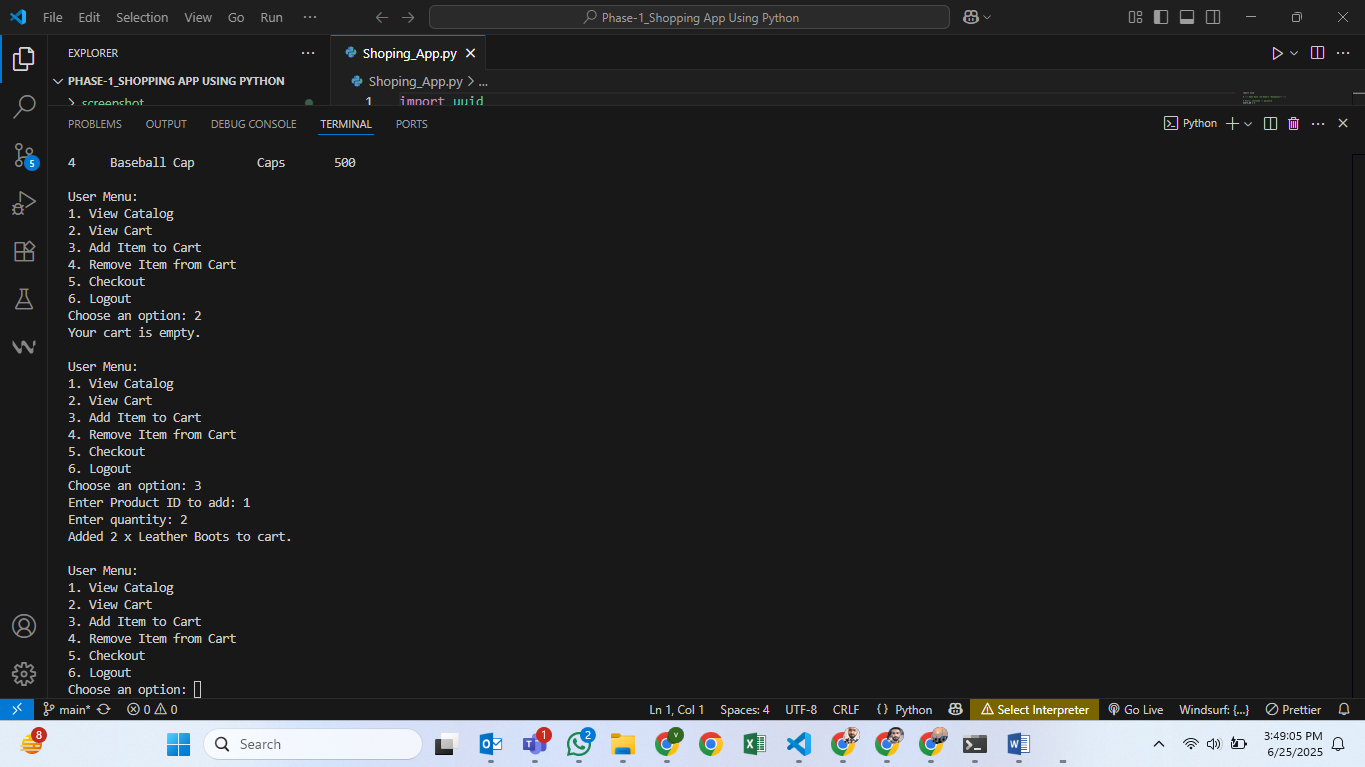 File Edit Selection View Go Run ···
Phase-1_Shopping App Using Python
EXPLORER
PHASE-1_SHOPPING APP USING PYTHON
screenshot
Shoping_App.py
Shoping_App.py > ...
1 import uuid
PROBLEMS OUTPUT DEBUG CONSOLE TERMINAL PORTS
Python
4 Baseball Cap Caps 500
User Menu:
1. View Catalog
2. View Cart
3. Add Item to Cart
4. Remove Item from Cart
5. Checkout
6. Logout
Choose an option: 2
Your cart is empty.
User Menu:
1. View Catalog
2. View Cart
3. Add Item to Cart
4. Remove Item from Cart
5. Checkout
6. Logout
Choose an option: 3
Enter Product ID to add: 1
Enter quantity: 2
Added 2 x Leather Boots to cart.
User Menu:
1. View Catalog
2. View Cart
3. Add Item to Cart
4. Remove Item from Cart
5. Checkout
6. Logout
Choose an option:
5
main* 0 0 Ln 1, Col 1 Spaces: 4 UTF-8 CRLF {} Python Select Interpreter Go Live Windsurf: {...} Prettier
8 Search 1 2 v
3:49:05 PM
6/25/2025